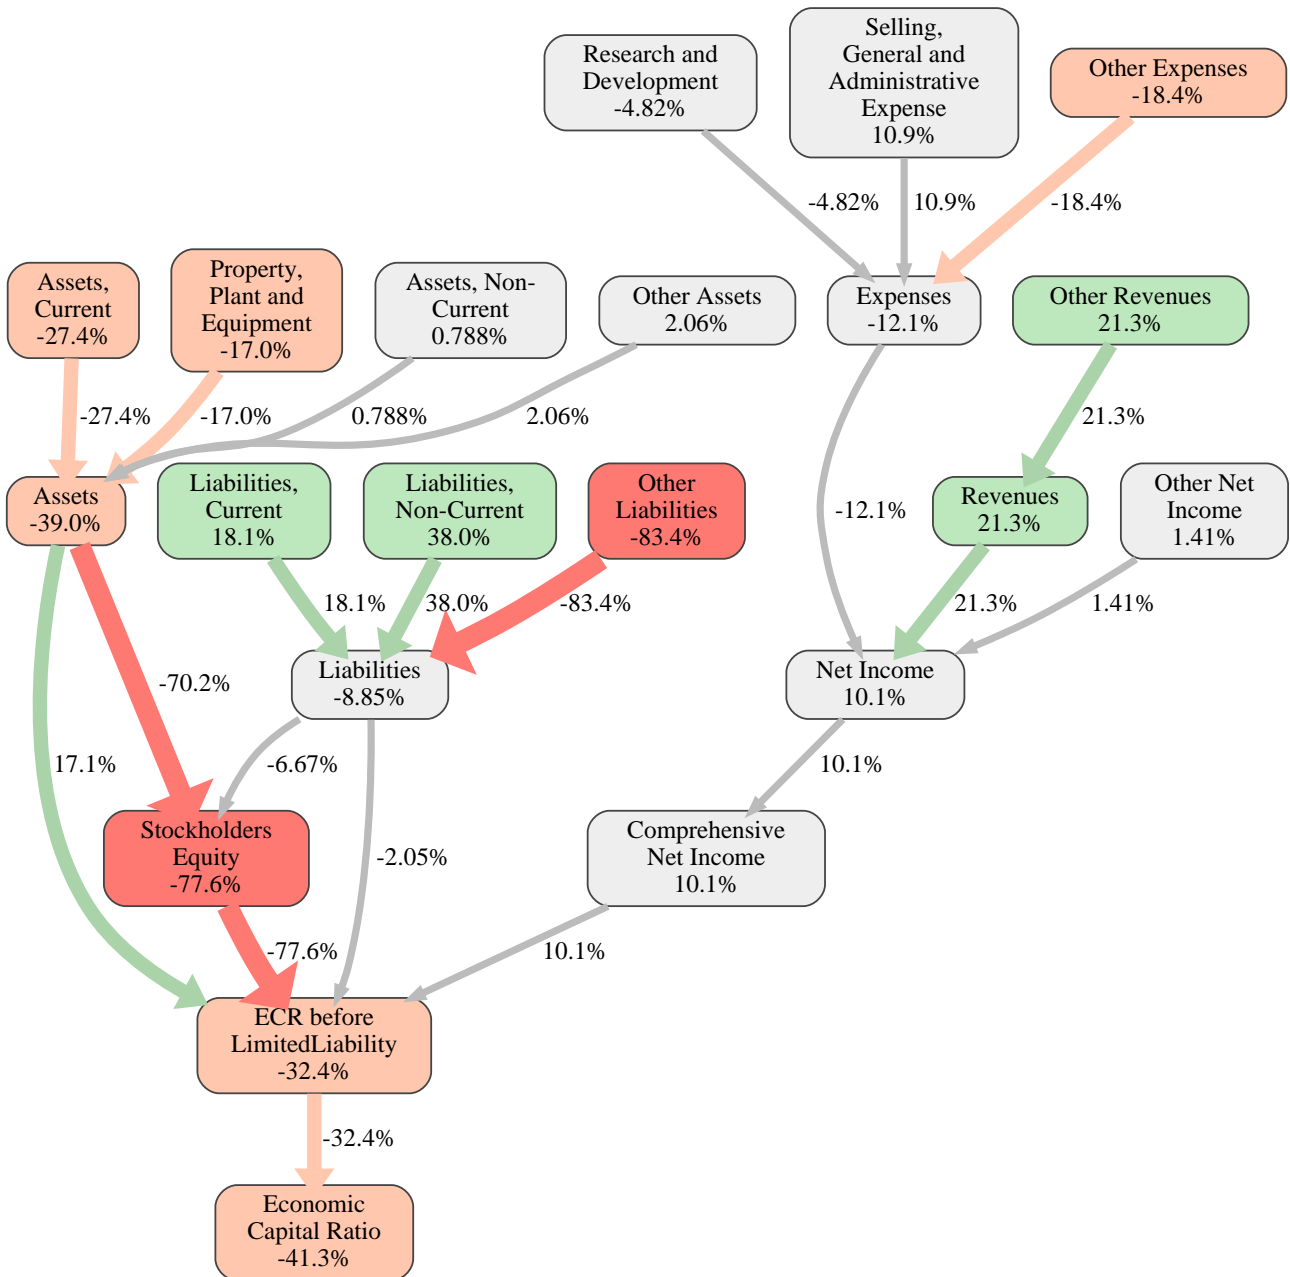 Research and
Development
-4.82%
Selling,
General and
Administrative
Expense
10.9%
Other Expenses
-18.4%
-4.82%
10.9%
-18.4%
Assets,
Current
-27.4%
Property,
Plant and
Equipment
-17.0%
Assets, Non-
Current
0.788%
Other Assets
2.06%
Expenses
-12.1%
Other Revenues
21.3%
-27.4%
-17.0%
0.788%
2.06%
21.3%
Assets
-39.0%
Liabilities,
Current
18.1%
Liabilities,
Non-Current
38.0%
Other
Liabilities
-83.4%
-12.1%
Revenues
21.3%
Other Net
Income
1.41%
18.1%
38.0%
-83.4%
21.3%
1.41%
-70.2%
Liabilities
-8.85%
Net Income
10.1%
17.1%
-6.67%
10.1%
Stockholders
Equity
-77.6%
-2.05%
Comprehensive
Net Income
10.1%
-77.6%
10.1%
ECR before
LimitedLiability
-32.4%
-32.4%
Economic
Capital Ratio
-41.3%